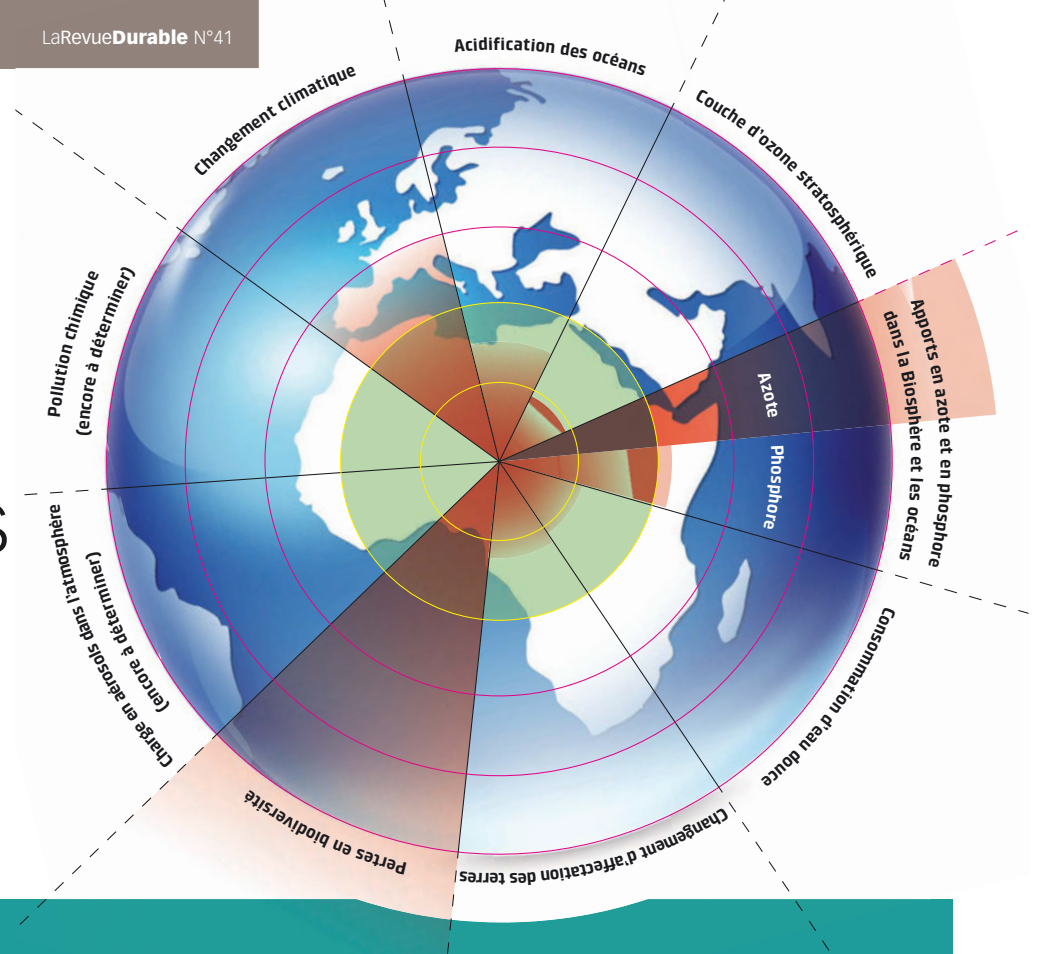 LaRevueDurable N°41
Acidification des océans
Changement climatique
Couche d'ozone stratosphérique
Pollution chimique
(encore à déterminer)
Apports en azote et en phosphore
dans la Biosphère et les océans
Azote
Phosphore
Charge en aérosols dans l'atmosphère
(encore à déterminer)
Consommation d'eau douce
Pertes en biodiversité
Changement d'affectation des terres